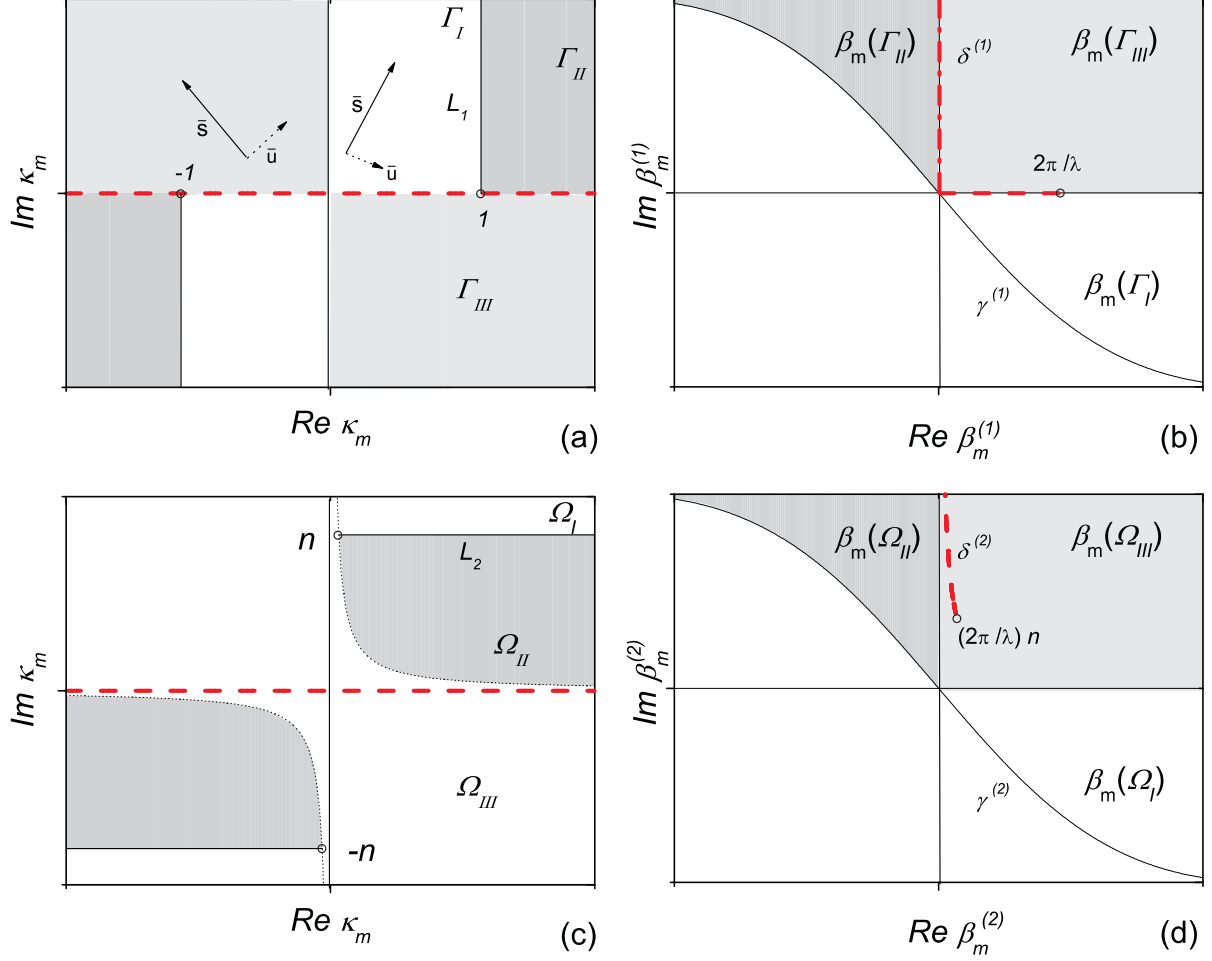 Γ_I
Γ_II
β_m(Γ_II)
δ^(1)
β_m(Γ_III)
s̄
s̄
L_1
ū
ū
-1
1
2π /λ
Im κ_m
Im β_m^(1)
Γ_III
γ^(1)
β_m(Γ_I)
Re κ_m
(a)
Re β_m^(1)
(b)
n
Ω_I
L_2
β_m(Ω_II)
δ^(2)
β_m(Ω_III)
(2π /λ) n
Ω_II
Im κ_m
Im β_m^(2)
Ω_III
γ^(2)
β_m(Ω_I)
-n
Re κ_m
(c)
Re β_m^(2)
(d)